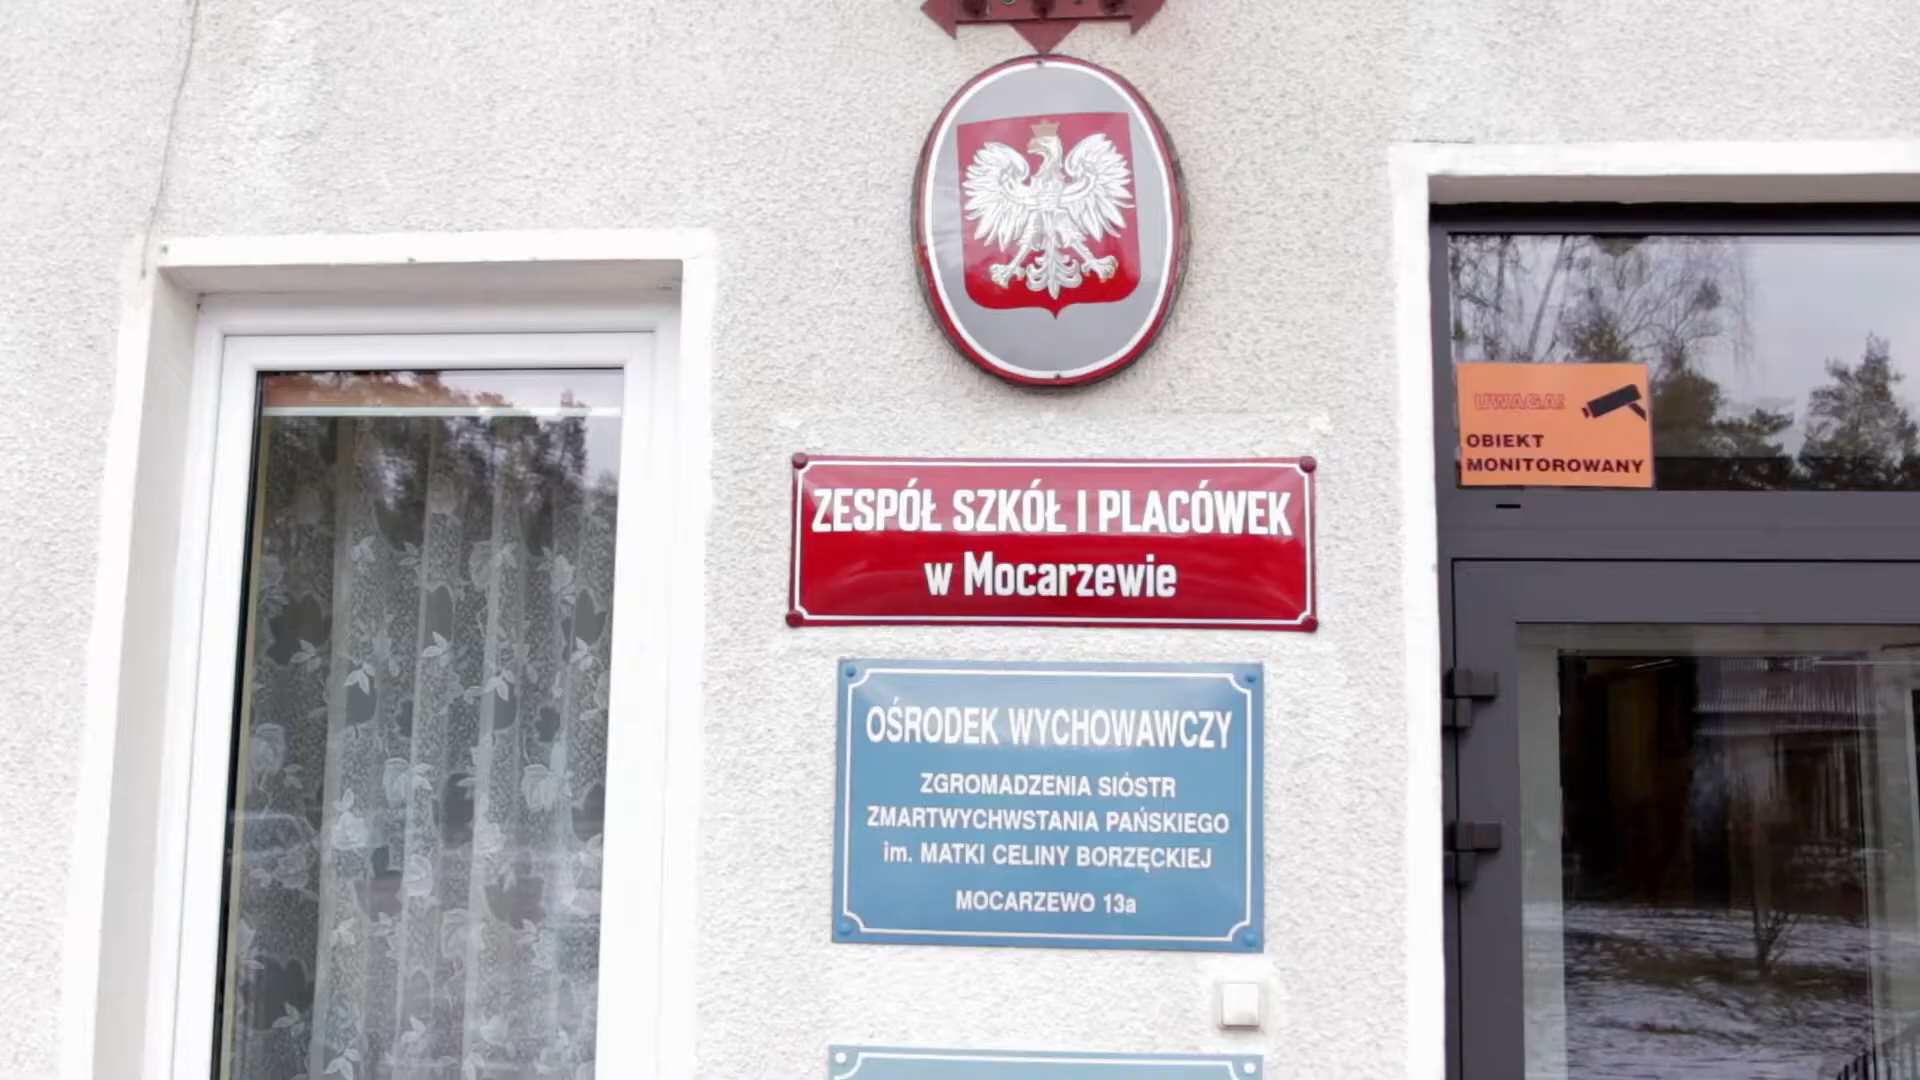 ZESPÓŁ SZKÓŁ I PLACÓWEK
w Mocarzewie
OŚRODEK WYCHOWAWCZY
ZGROMADZENIA SIÓSTR
ZMARTWYCHWSTANIA PAŃSKIEGO
im. MATKI CELINY BORZĘCKIEJ
MOCARZEWO 13a
UWAGA!
OBIEKT
MONITOROWANY